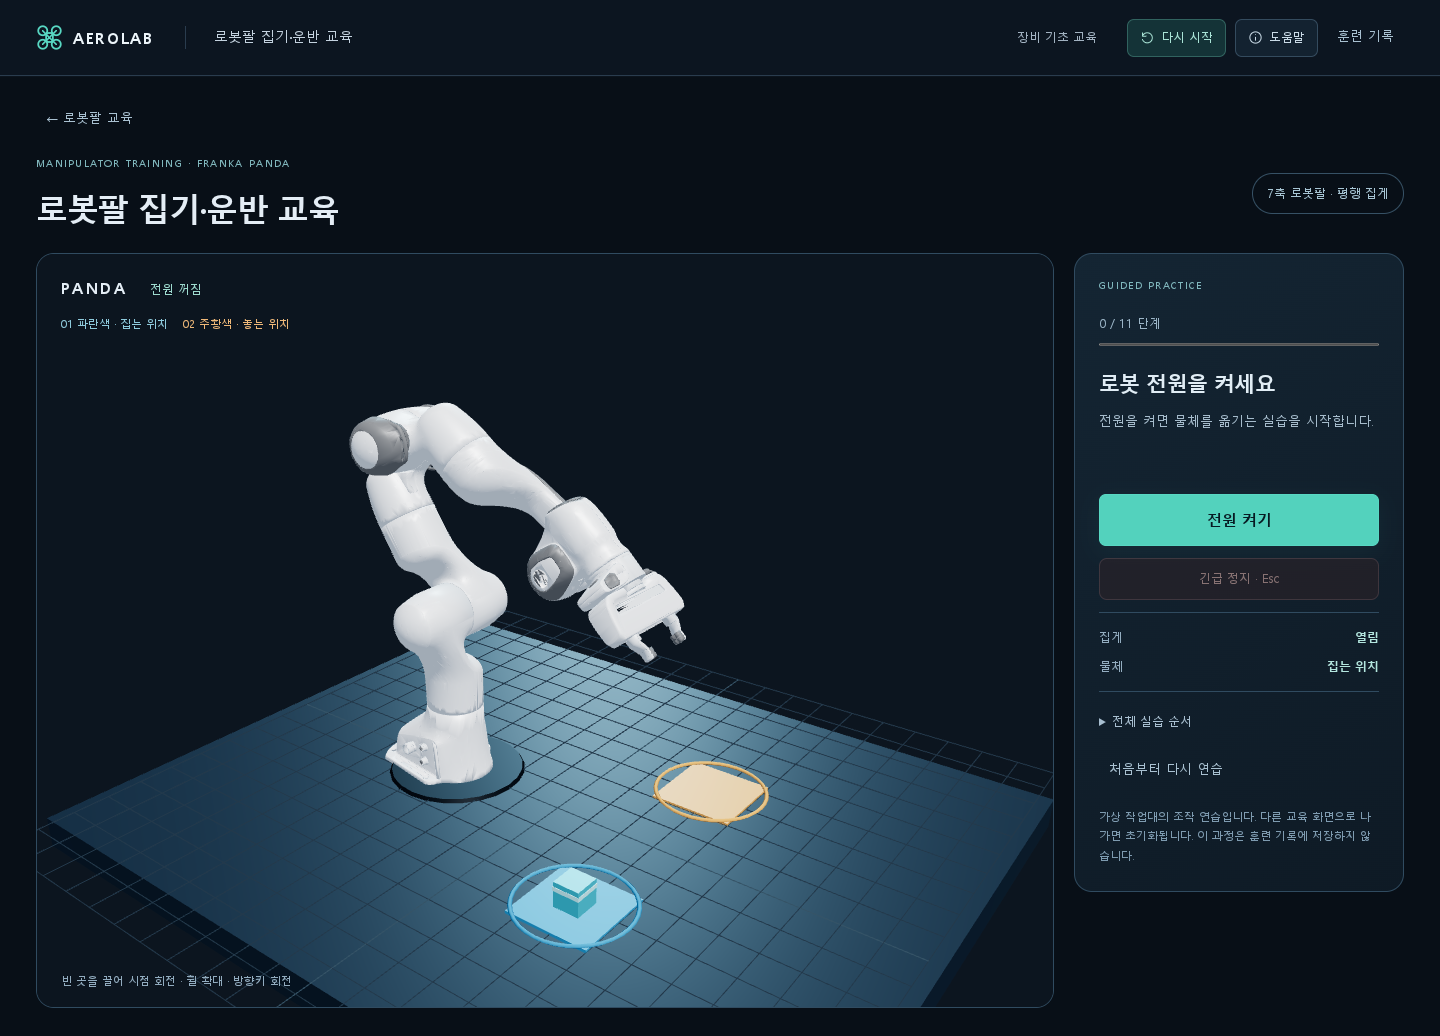 AEROLAB
로봇팔 집기·운반 교육
장비 기초 교육
다시 시작
도움말
훈련 기록
← 로봇팔 교육
MANIPULATOR TRAINING · FRANKA PANDA
로봇팔 집기·운반 교육
7축 로봇팔 · 평행 집게
PANDA 전원 꺼짐
01 파란색 · 집는 위치 02 주황색 · 놓는 위치
빈 곳을 끌어 시점 회전 · 휠 확대 · 방향키 회전
GUIDED PRACTICE
0 / 11 단계
로봇 전원을 켜세요
전원을 켜면 물체를 옮기는 실습을 시작합니다.
전원 켜기
긴급 정지 · Esc
집게 열림
물체 집는 위치
▶ 전체 실습 순서
처음부터 다시 연습
가상 작업대의 조작 연습입니다. 다른 교육 화면으로 나
가면 초기화됩니다. 이 과정은 훈련 기록에 저장하지 않
습니다.